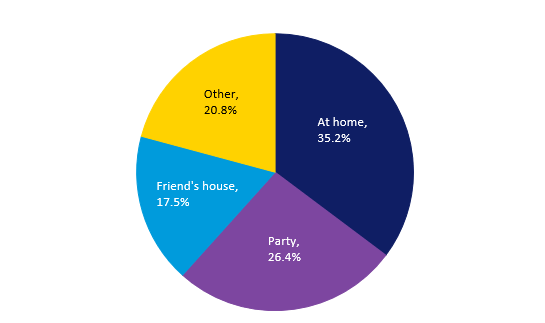 Other,
20.8%
At home,
35.2%
Friend's house,
17.5%
Party,
26.4%